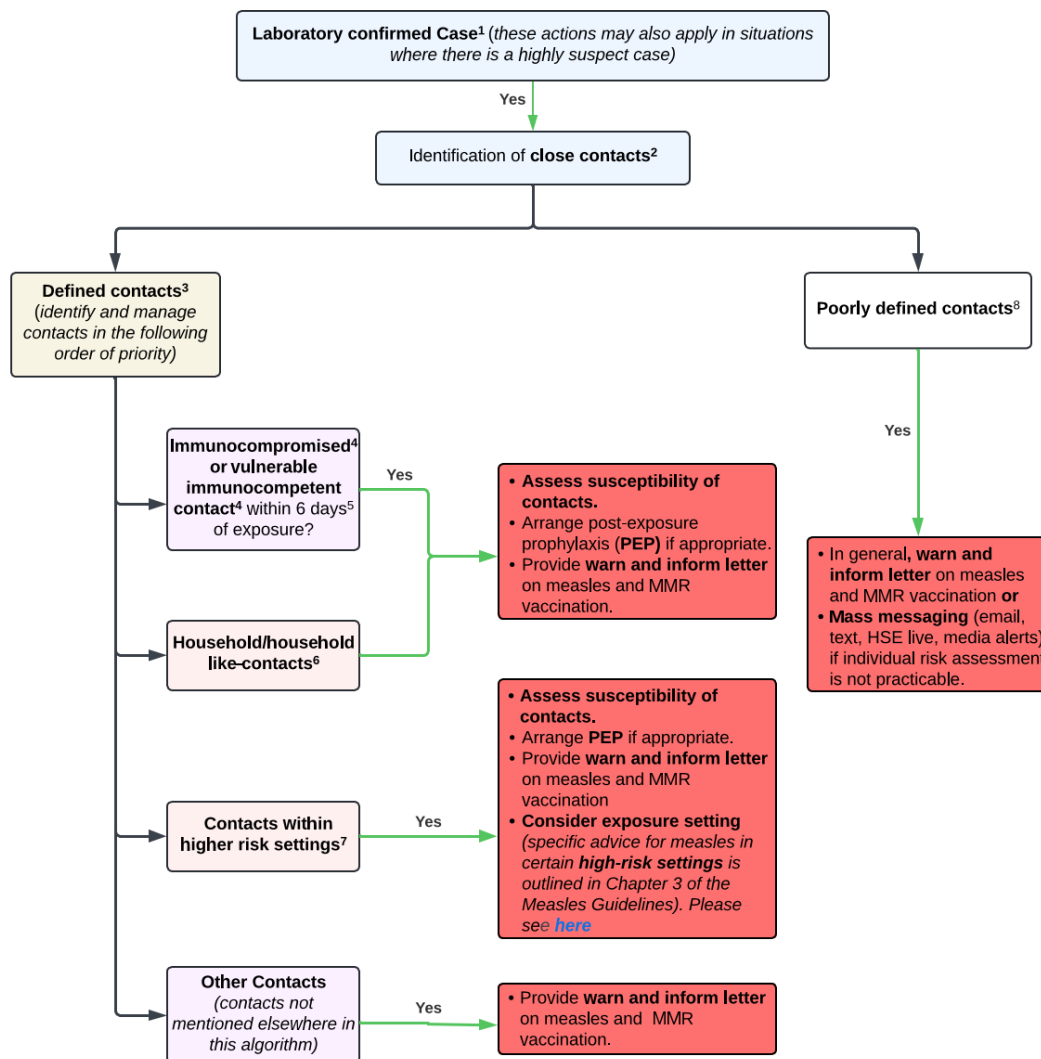 Laboratory confirmed Case¹ (these actions may also apply in situations
where there is a highly suspect case)
Yes
Identification of close contacts²
Defined contacts³
(identify and manage
contacts in the following
order of priority)
Poorly defined contacts⁸
Yes
Immunocompromised⁴
or vulnerable
immunocompetent
contact⁴ within 6 days⁵
of exposure?
Yes
• Assess susceptibility of
contacts.
• Arrange post-exposure
prophylaxis (PEP) if appropriate.
• Provide warn and inform letter
on measles and MMR
vaccination.
• In general, warn and
inform letter on measles
and MMR vaccination or
• Mass messaging (email,
text, HSE live, media alerts)
if individual risk assessment
is not practicable.
Household/household
like-contacts⁶
Contacts within
higher risk settings⁷
Yes
• Assess susceptibility of
contacts.
• Arrange PEP if appropriate.
• Provide warn and inform letter
on measles and MMR
vaccination
• Consider exposure setting
(specific advice for measles in
certain high-risk settings is
outlined in Chapter 3 of the
Measles Guidelines). Please
see here
Other Contacts
(contacts not
mentioned elsewhere in
this algorithm)
Yes
• Provide warn and inform letter
on measles and MMR
vaccination.